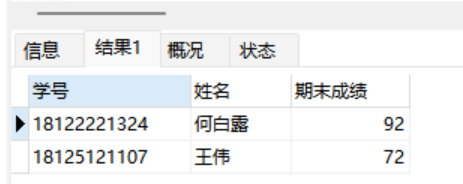 信息 结果1 概况 状态
学号 姓名 期末成绩
18122221324 何白露 92
18125121107 王伟 72